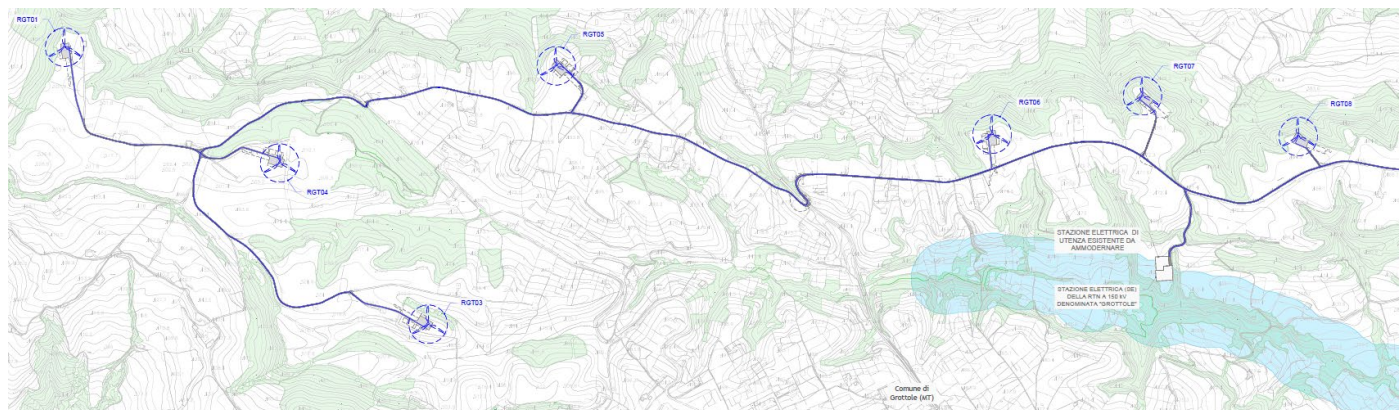 RGT01
RGT05
RGT07
RGT06
RGT08
RGT04
STAZIONE ELETTRICA DI
UTENZA ESISTENTE DA
AMMODERNARE
STAZIONE ELETTRICA (SE)
DELLA RTN A 150 kV
DENOMINATA "GROTTOLE"
RGT03
Comune di
Grottole (MT)